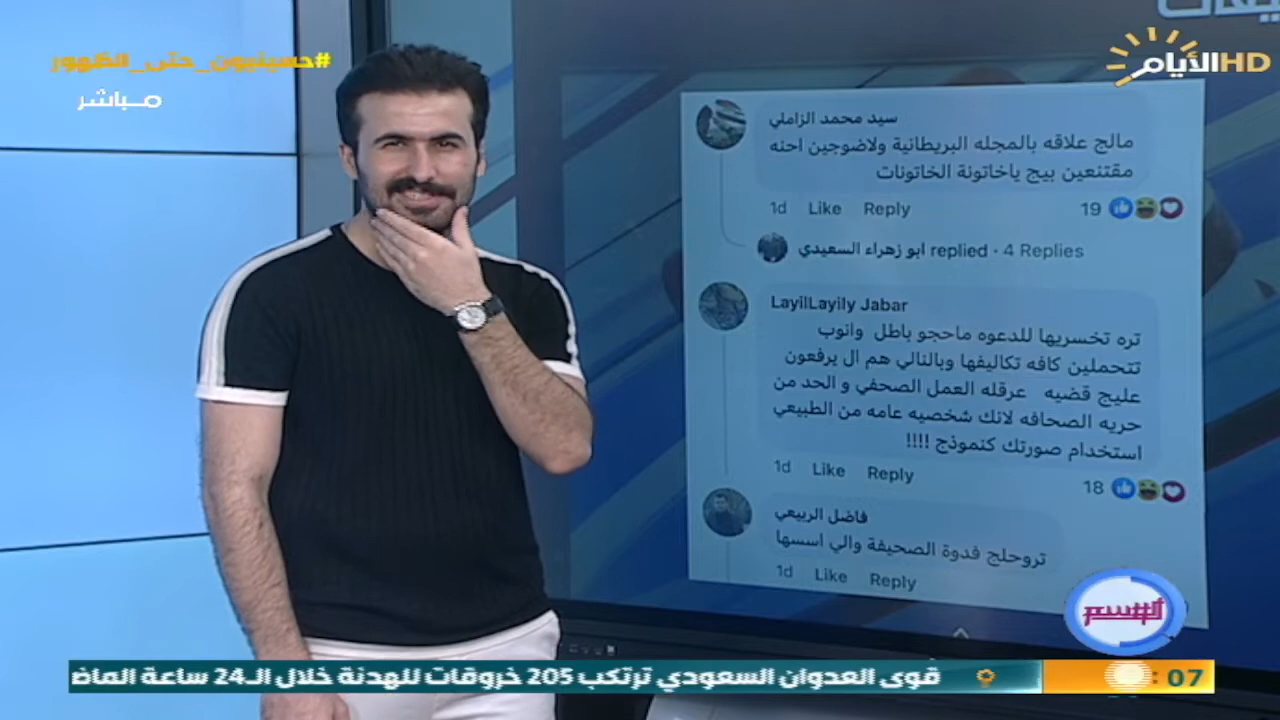 #حسينيون_حتى_الظهور
مباشر
الأيام HD
سيد محمد الزاملي
مالج علاقه بالمجله البريطانية ولاضوجين احنه
مقتنعين بيج ياخاتونة الخاتونات
1d Like Reply
19
ابو زهراء السعيدي replied · 4 Replies
LayilLayily Jabar
تره تخسريها للدعوه ماحجو باطل وانوب
تتحملين كافه تكاليفها وبالنالي هم ال يرفعون
عليج قضيه عرقله العمل الصحفي و الحد من
حريه الصحافه لانك شخصيه عامه من الطبيعي
استخدام صورتك كنموذج !!!!
1d Like Reply
18
فاضل الربيعي
تروحلج فدوة الصحيفة والي اسسها
1d Like Reply
قوى العدوان السعودي ترتكب 205 خروقات للهدنة خلال الـ24 ساعة الماض
: 07